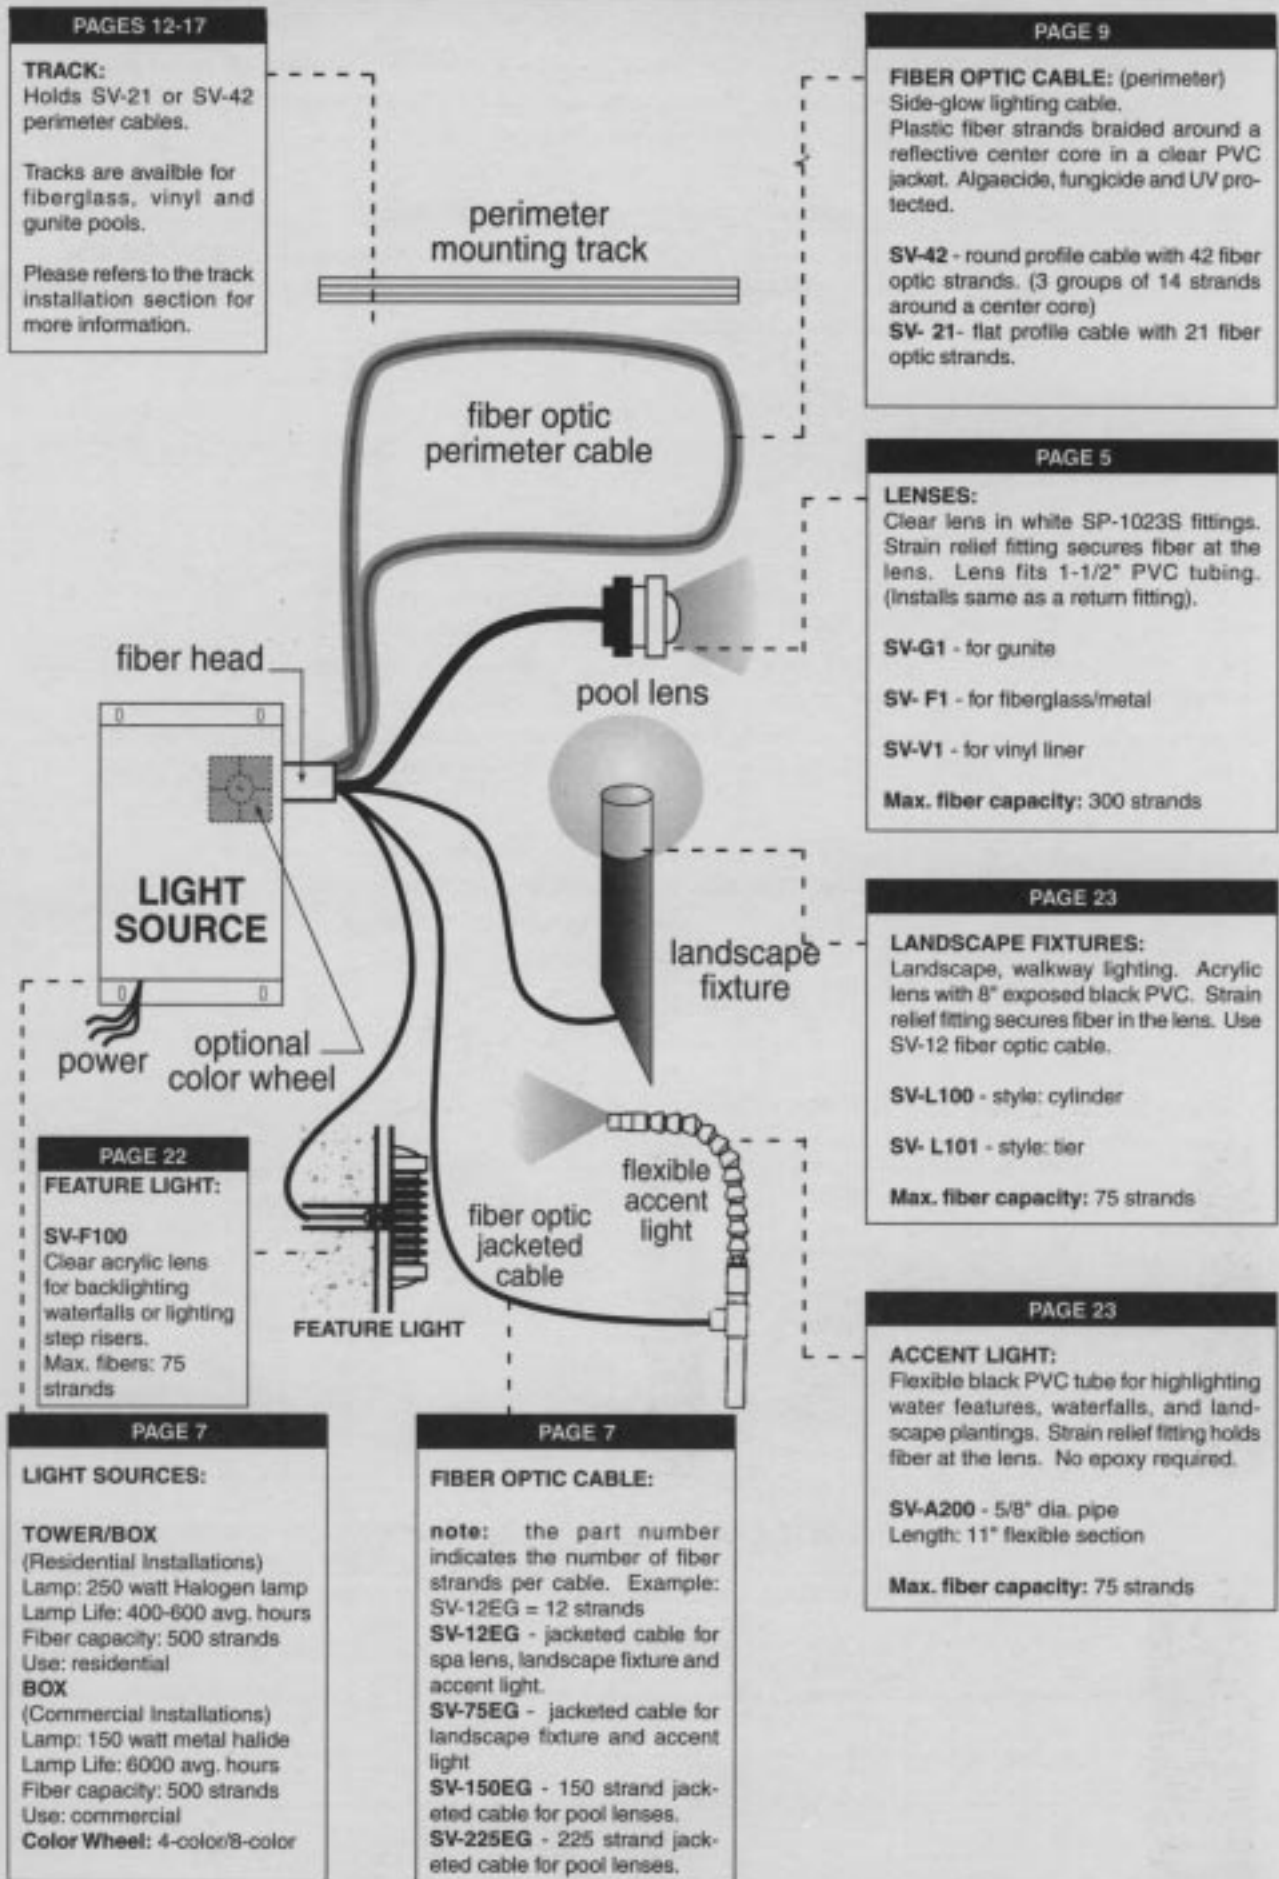 PAGES 12-17
TRACK:
Holds SV-21 or SV-42
perimeter cables.
Tracks are availble for
fiberglass, vinyl and
gunite pools.
Please refers to the track
installation section for
more information.
perimeter
mounting track
fiber optic
perimeter cable
fiber head
pool lens
LIGHT
SOURCE
power
optional
color wheel
landscape
fixture
flexible
accent
light
fiber optic
jacketed
cable
FEATURE LIGHT
PAGE 9
FIBER OPTIC CABLE: (perimeter)
Side-glow lighting cable.
Plastic fiber strands braided around a
reflective center core in a clear PVC
jacket. Algaecide, fungicide and UV pro-
tected.
SV-42 - round profile cable with 42 fiber
optic strands. (3 groups of 14 strands
around a center core)
SV- 21- flat profile cable with 21 fiber
optic strands.
PAGE 5
LENSES:
Clear lens in white SP-1023S fittings.
Strain relief fitting secures fiber at the
lens. Lens fits 1-1/2" PVC tubing.
(Installs same as a return fitting).
SV-G1 - for gunite
SV- F1 - for fiberglass/metal
SV-V1 - for vinyl liner
Max. fiber capacity: 300 strands
PAGE 23
LANDSCAPE FIXTURES:
Landscape, walkway lighting. Acrylic
lens with 8" exposed black PVC. Strain
relief fitting secures fiber in the lens. Use
SV-12 fiber optic cable.
SV-L100 - style: cylinder
SV- L101 - style: tier
Max. fiber capacity: 75 strands
PAGE 23
ACCENT LIGHT:
Flexible black PVC tube for highlighting
water features, waterfalls, and land-
scape plantings. Strain relief fitting holds
fiber at the lens. No epoxy required.
SV-A200 - 5/8" dia. pipe
Length: 11" flexible section
Max. fiber capacity: 75 strands
PAGE 22
FEATURE LIGHT:
SV-F100
Clear acrylic lens
for backlighting
waterfalls or lighting
step risers.
Max. fibers: 75
strands
PAGE 7
LIGHT SOURCES:
TOWER/BOX
(Residential Installations)
Lamp: 250 watt Halogen lamp
Lamp Life: 400-600 avg. hours
Fiber capacity: 500 strands
Use: residential
BOX
(Commercial Installations)
Lamp: 150 watt metal halide
Lamp Life: 6000 avg. hours
Fiber capacity: 500 strands
Use: commercial
Color Wheel: 4-color/8-color
PAGE 7
FIBER OPTIC CABLE:
note: the part number
indicates the number of fiber
strands per cable. Example:
SV-12EG = 12 strands
SV-12EG - jacketed cable for
spa lens, landscape fixture and
accent light.
SV-75EG - jacketed cable for
landscape fixture and accent
light
SV-150EG - 150 strand jack-
eted cable for pool lenses.
SV-225EG - 225 strand jack-
eted cable for pool lenses.